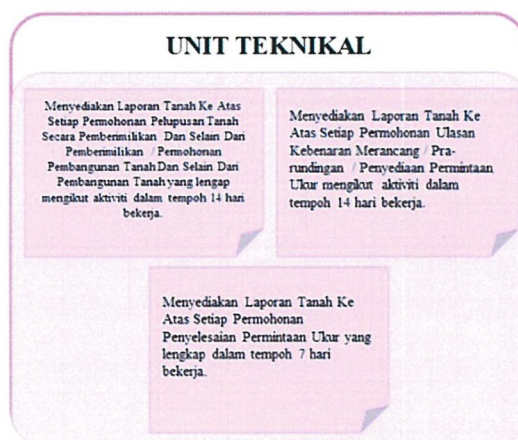 UNIT TEKNIKAL
Menyediakan Laporan Tanah Ke Atas
Setiap Permohonan Pelupusan Tanah
Secara Pemberimilikan Dan Selain Dari
Pemberimilikan / Permohonan
Pembangunan Tanah Dan Selain Dari
Pembangunan Tanah yang lengap
mengikut aktiviti dalam tempoh 14 hari
bekerja.
Menyediakan Laporan Tanah Ke
Atas Setiap Permohonan Ulasan
Kebenaran Merancang / Pra-
rundingan / Penyediaan Permintaan
Ukur mengikut aktiviti dalam
tempoh 14 hari bekerja.
Menyediakan Laporan Tanah Ke
Atas Setiap Permohonan
Penyelesaian Permintaan Ukur yang
lengkap dalam tempoh 7 hari
bekerja.